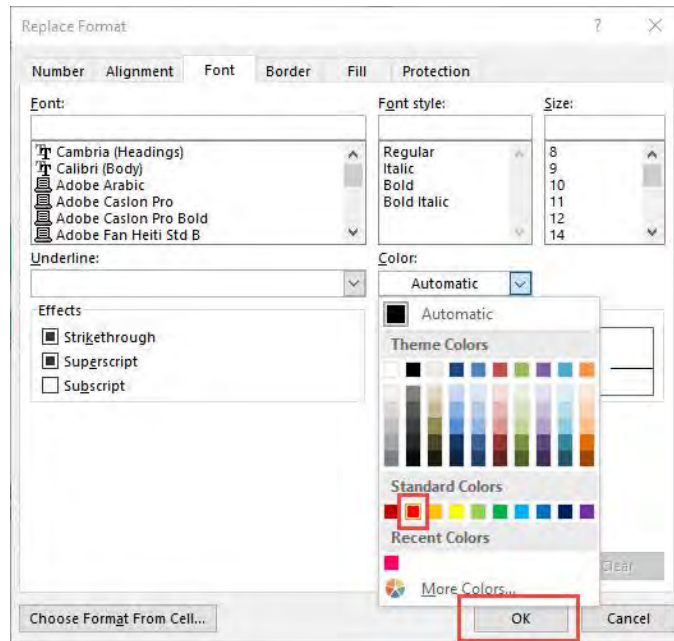 Replace Format ?
Number Alignment Font Border Fill Protection
Font: Font style: Size:
Cambria (Headings) Regular 8
Calibri (Body) Italic 9
Adobe Arabic Bold 10
Adobe Caslon Pro Bold Italic 11
Adobe Caslon Pro Bold 12
Adobe Fan Heiti Std B 14
Underline: Color:
Automatic
Effects
Automatic
Strikethrough
Theme Colors
Superscript
Subscript
Standard Colors
Recent Colors
Clear
More Colors...
Choose Format From Cell... OK Cancel